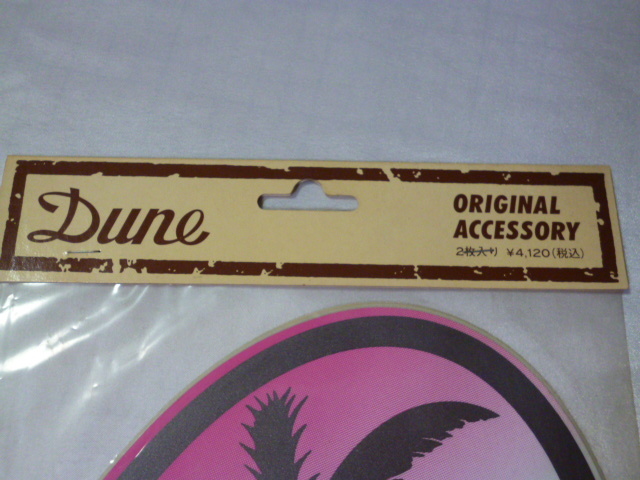 Dune
ORIGINAL
ACCESSORY
2枚入り ¥4,120(税込)